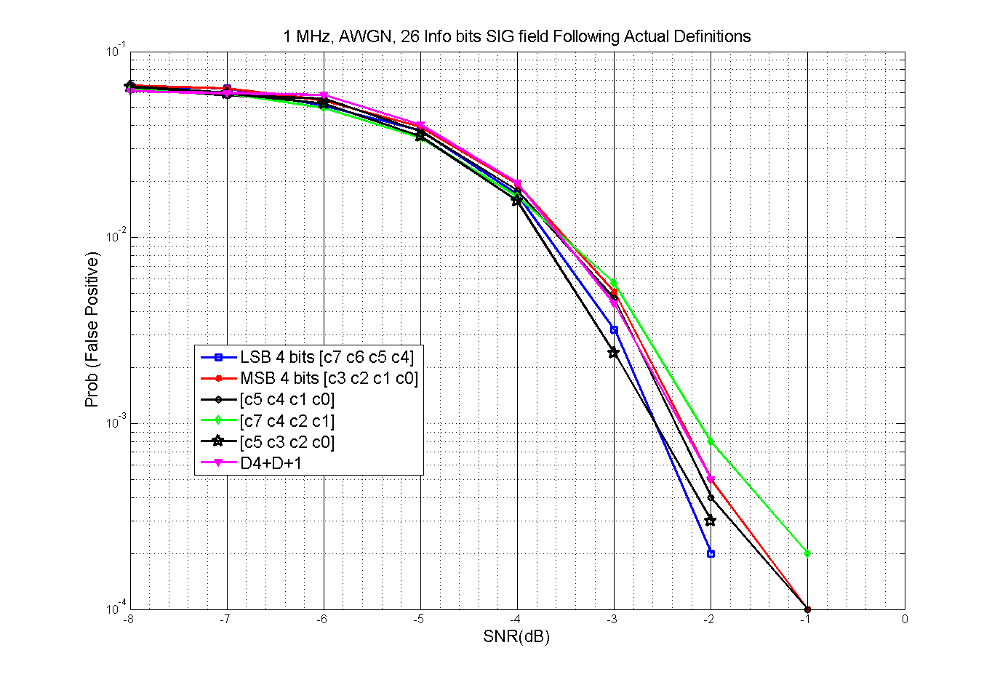 1 MHz, AWGN, 26 Info bits SIG field Following Actual Definitions
10^-1
10^-2
10^-3
10^-4
Prob (False Positive)
LSB 4 bits [c7 c6 c5 c4]
MSB 4 bits [c3 c2 c1 c0]
[c5 c4 c1 c0]
[c7 c4 c2 c1]
[c5 c3 c2 c0]
D4+D+1
-8 -7 -6 -5 -4 -3 -2 -1 0
SNR(dB)